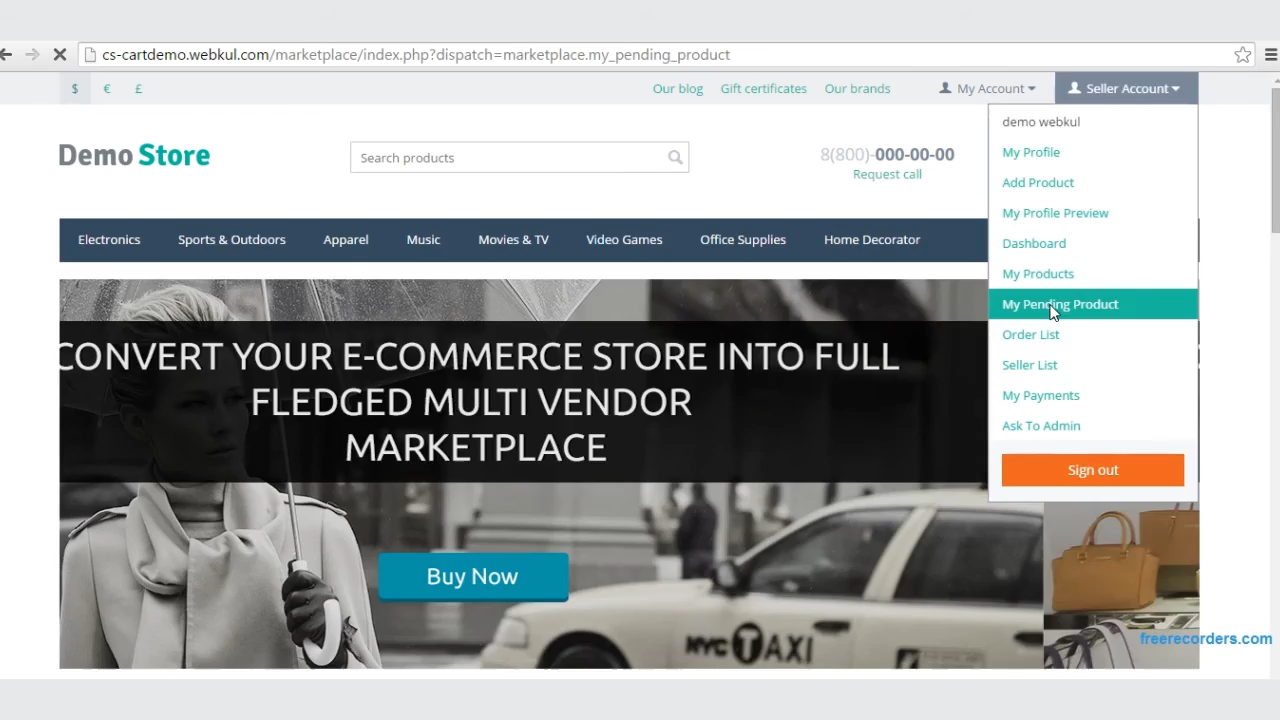 cs-cartdemo.webkul.com/marketplace/index.php?dispatch=marketplace.my_pending_product
$ € £ Our blog Gift certificates Our brands My Account Seller Account
Demo Store
Search products
8(800)-000-00-00
Request call
demo webkul
My Profile
Add Product
My Profile Preview
Dashboard
My Products
My Pending Product
Order List
Seller List
My Payments
Ask To Admin
Sign out
Electronics Sports & Outdoors Apparel Music Movies & TV Video Games Office Supplies Home Decorator
CONVERT YOUR E-COMMERCE STORE INTO FULL
FLEDGED MULTI VENDOR
MARKETPLACE
Buy Now
NYC TAXI
freerecorders.com